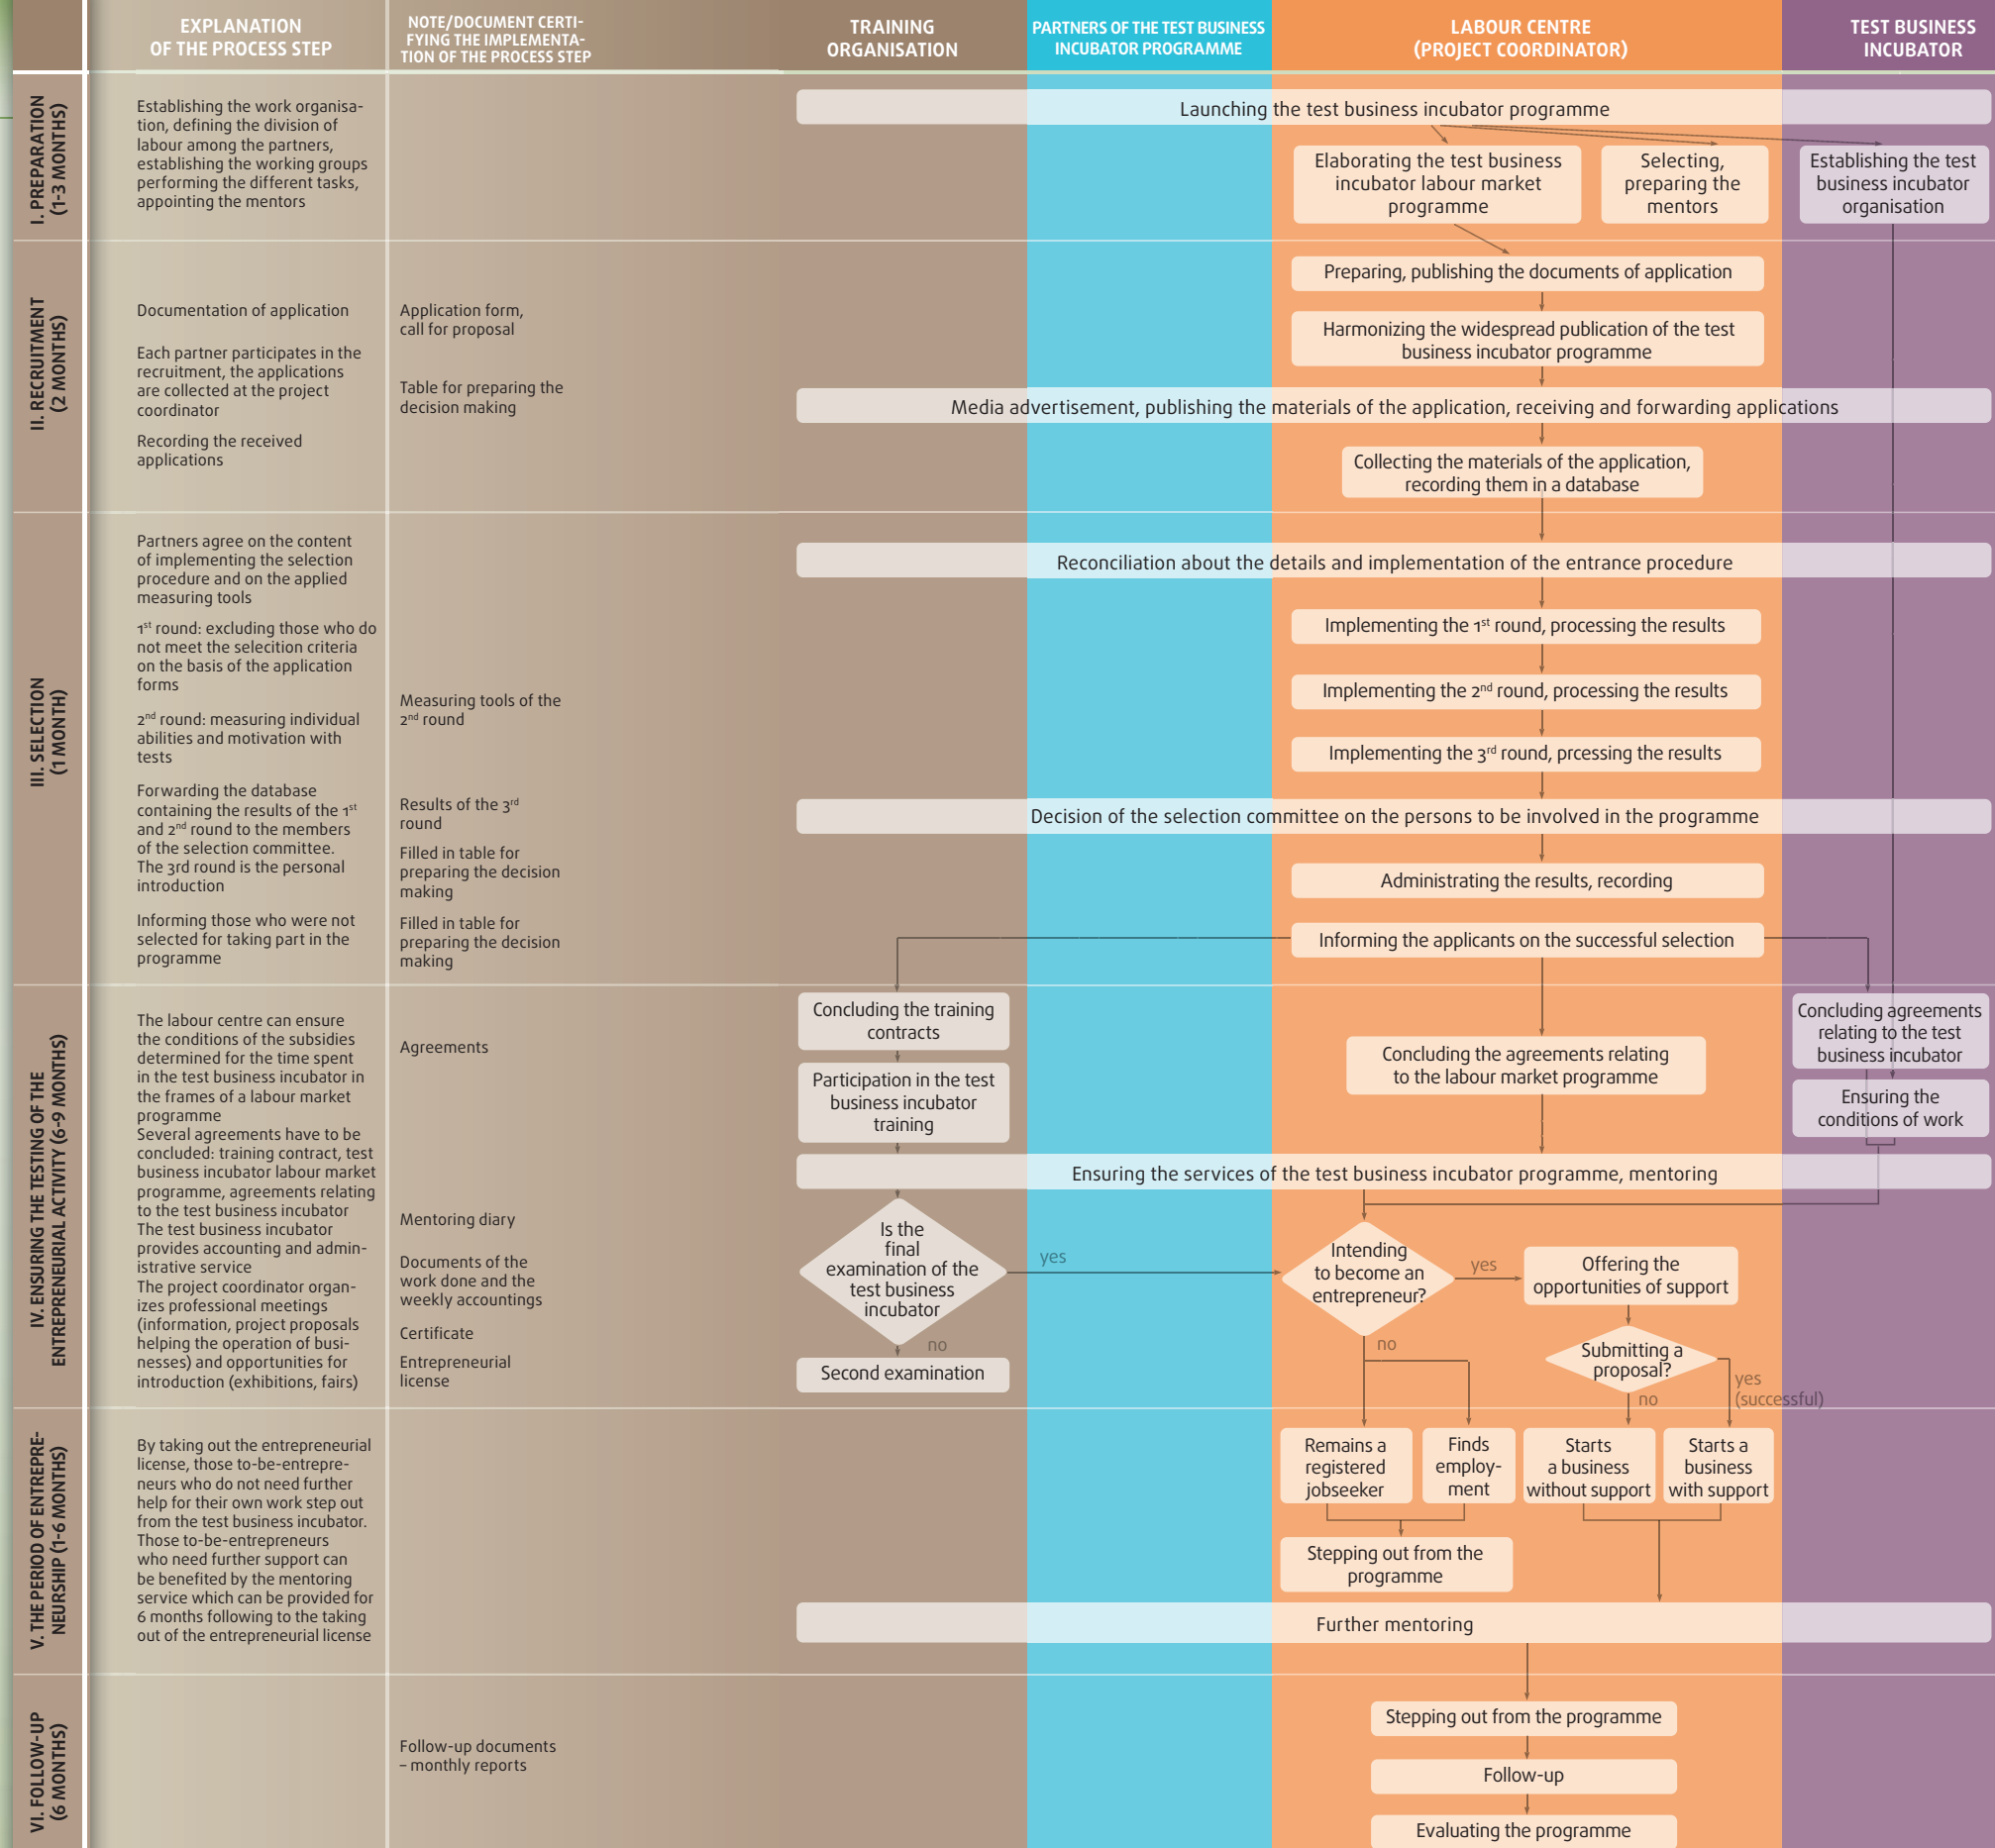 EXPLANATION
OF THE PROCESS STEP
NOTE/DOCUMENT CERTI-
FYING THE IMPLEMENTA-
TION OF THE PROCESS STEP
TRAINING
ORGANISATION
PARTNERS OF THE TEST BUSINESS
INCUBATOR PROGRAMME
LABOUR CENTRE
(PROJECT COORDINATOR)
TEST BUSINESS
INCUBATOR
I. PREPARATION
(1-3 MONTHS)
Establishing the work organisa-
tion, defining the division of
labour among the partners,
establishing the working groups
performing the different tasks,
appointing the mentors
Launching the test business incubator programme
Elaborating the test business
incubator labour market
programme
Selecting,
preparing the
mentors
Establishing the test
business incubator
organisation
II. RECRUITMENT
(2 MONTHS)
Documentation of application
Each partner participates in the
recruitment, the applications
are collected at the project
coordinator
Recording the received
applications
Application form,
call for proposal
Table for preparing the
decision making
Preparing, publishing the documents of application
Harmonizing the widespread publication of the test
business incubator programme
Media advertisement, publishing the materials of the application, receiving and forwarding applications
Collecting the materials of the application,
recording them in a database
III. SELECTION
(1 MONTH)
Partners agree on the content
of implementing the selection
procedure and on the applied
measuring tools
1st round: excluding those who do
not meet the selecition criteria
on the basis of the application
forms
2nd round: measuring individual
abilities and motivation with
tests
Forwarding the database
containing the results of the 1st
and 2nd round to the members
of the selection committee.
The 3rd round is the personal
introduction
Informing those who were not
selected for taking part in the
programme
Measuring tools of the
2nd round
Results of the 3rd
round
Filled in table for
preparing the decision
making
Filled in table for
preparing the decision
making
Reconciliation about the details and implementation of the entrance procedure
Implementing the 1st round, processing the results
Implementing the 2nd round, processing the results
Implementing the 3rd round, prcessing the results
Decision of the selection committee on the persons to be involved in the programme
Administrating the results, recording
Informing the applicants on the successful selection
IV. ENSURING THE TESTING OF THE
ENTREPRENEURIAL ACTIVITY (6-9 MONTHS)
The labour centre can ensure
the conditions of the subsidies
determined for the time spent
in the test business incubator in
the frames of a labour market
programme
Several agreements have to be
concluded: training contract, test
business incubator labour market
programme, agreements relating
to the test business incubator
The test business incubator
provides accounting and admin-
istrative service
The project coordinator organ-
izes professional meetings
(information, project proposals
helping the operation of busi-
nesses) and opportunities for
introduction (exhibitions, fairs)
Agreements
Mentoring diary
Documents of the
work done and the
weekly accountings
Certificate
Entrepreneurial
license
Concluding the training
contracts
Participation in the test
business incubator
training
Concluding the agreements relating
to the labour market programme
Concluding agreements
relating to the test
business incubator
Ensuring the
conditions of work
Ensuring the services of the test business incubator programme, mentoring
Is the
final
examination of the
test business
incubator
yes
no
Second examination
Intending
to become an
entrepreneur?
yes
no
Offering the
opportunities of support
Submitting a
proposal?
no
yes
(successful)
V. THE PERIOD OF ENTREPRE-
NEURSHIP (1-6 MONTHS)
By taking out the entrepreneurial
license, those to-be-entrepre-
neurs who do not need further
help for their own work step out
from the test business incubator.
Those to-be-entrepreneurs
who need further support can
be benefited by the mentoring
service which can be provided for
6 months following to the taking
out of the entrepreneurial license
Remains a
registered
jobseeker
Finds
employ-
ment
Starts
a business
without support
Starts a
business
with support
Stepping out from the
programme
Further mentoring
VI. FOLLOW-UP
(6 MONTHS)
Follow-up documents
– monthly reports
Stepping out from the programme
Follow-up
Evaluating the programme